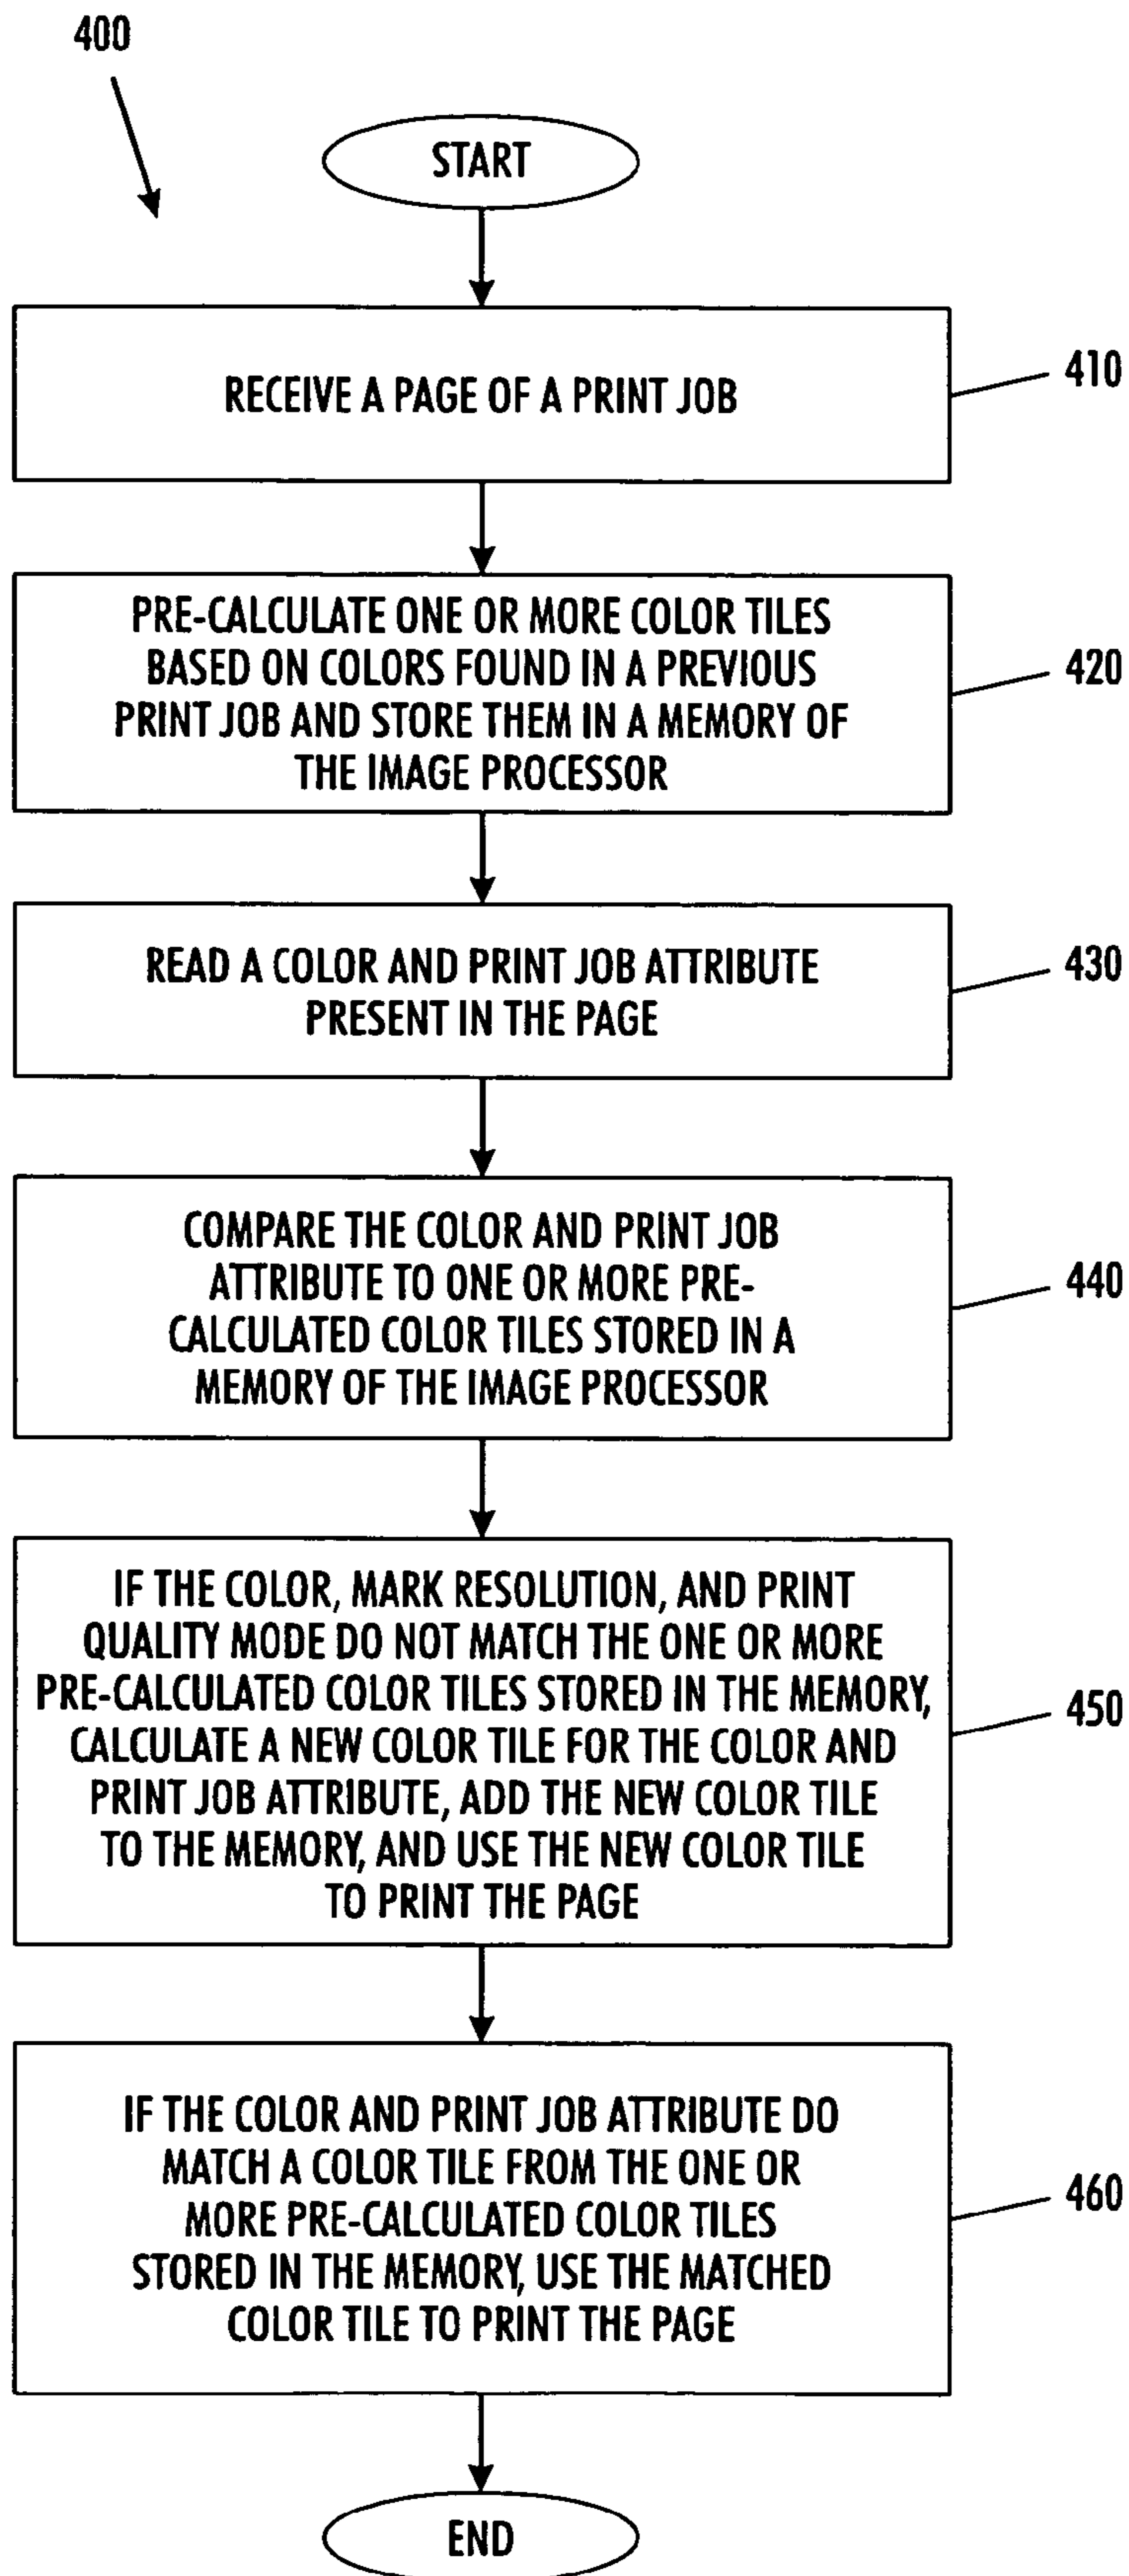 400
START
RECEIVE A PAGE OF A PRINT JOB
410
PRE-CALCULATE ONE OR MORE COLOR TILES
BASED ON COLORS FOUND IN A PREVIOUS
PRINT JOB AND STORE THEM IN A MEMORY OF
THE IMAGE PROCESSOR
420
READ A COLOR AND PRINT JOB ATTRIBUTE
PRESENT IN THE PAGE
430
COMPARE THE COLOR AND PRINT JOB
ATTRIBUTE TO ONE OR MORE PRE-
CALCULATED COLOR TILES STORED IN A
MEMORY OF THE IMAGE PROCESSOR
440
IF THE COLOR, MARK RESOLUTION, AND PRINT
QUALITY MODE DO NOT MATCH THE ONE OR MORE
PRE-CALCULATED COLOR TILES STORED IN THE MEMORY,
CALCULATE A NEW COLOR TILE FOR THE COLOR AND
PRINT JOB ATTRIBUTE, ADD THE NEW COLOR TILE
TO THE MEMORY, AND USE THE NEW COLOR TILE
TO PRINT THE PAGE
450
IF THE COLOR AND PRINT JOB ATTRIBUTE DO
MATCH A COLOR TILE FROM THE ONE OR
MORE PRE-CALCULATED COLOR TILES
STORED IN THE MEMORY, USE THE MATCHED
COLOR TILE TO PRINT THE PAGE
460
END